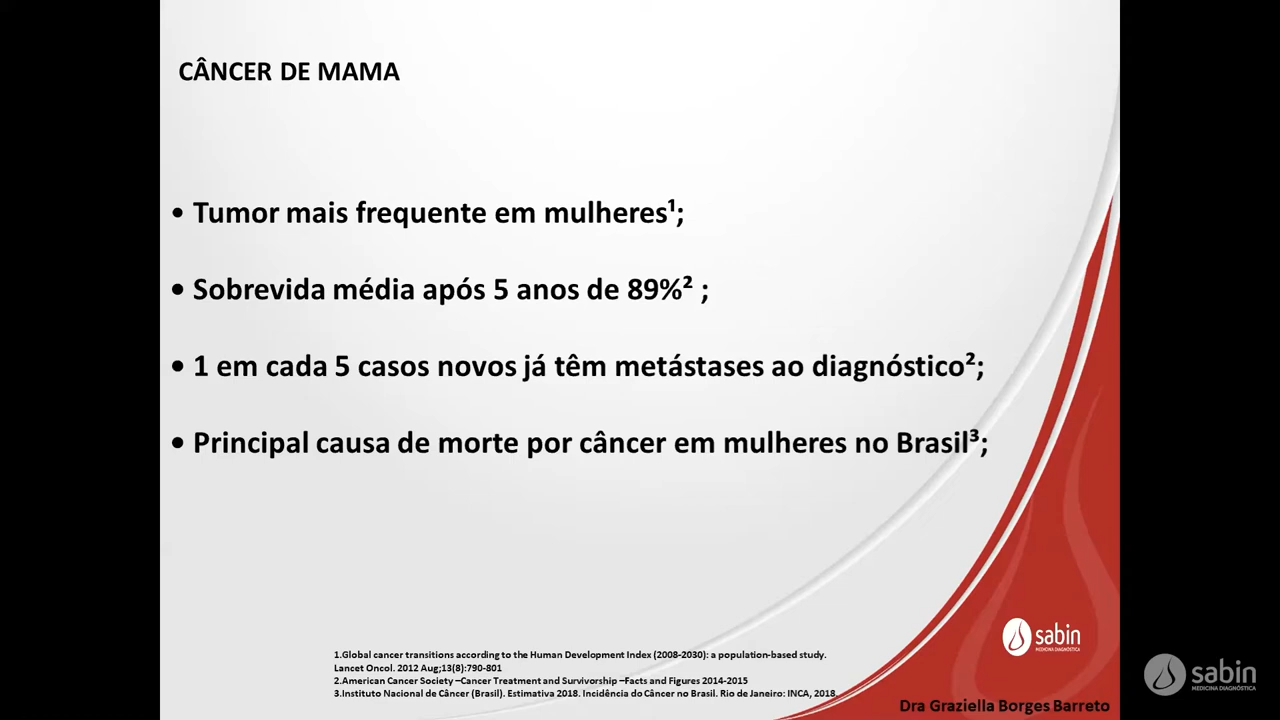 CÂNCER DE MAMA
• Tumor mais frequente em mulheres¹;
• Sobrevida média após 5 anos de 89%² ;
• 1 em cada 5 casos novos já têm metástases ao diagnóstico²;
• Principal causa de morte por câncer em mulheres no Brasil³;
1.Global cancer transitions according to the Human Development Index (2008-2030): a population-based study.
Lancet Oncol. 2012 Aug;13(8):790-801
2.American Cancer Society –Cancer Treatment and Survivorship –Facts and Figures 2014-2015
3.Instituto Nacional de Câncer (Brasil). Estimativa 2018. Incidência do Câncer no Brasil. Rio de Janeiro: INCA, 2018.
sabin
MEDICINA DIAGNÓSTICA
Dra Graziella Borges Barreto
sabin
MEDICINA DIAGNÓSTICA